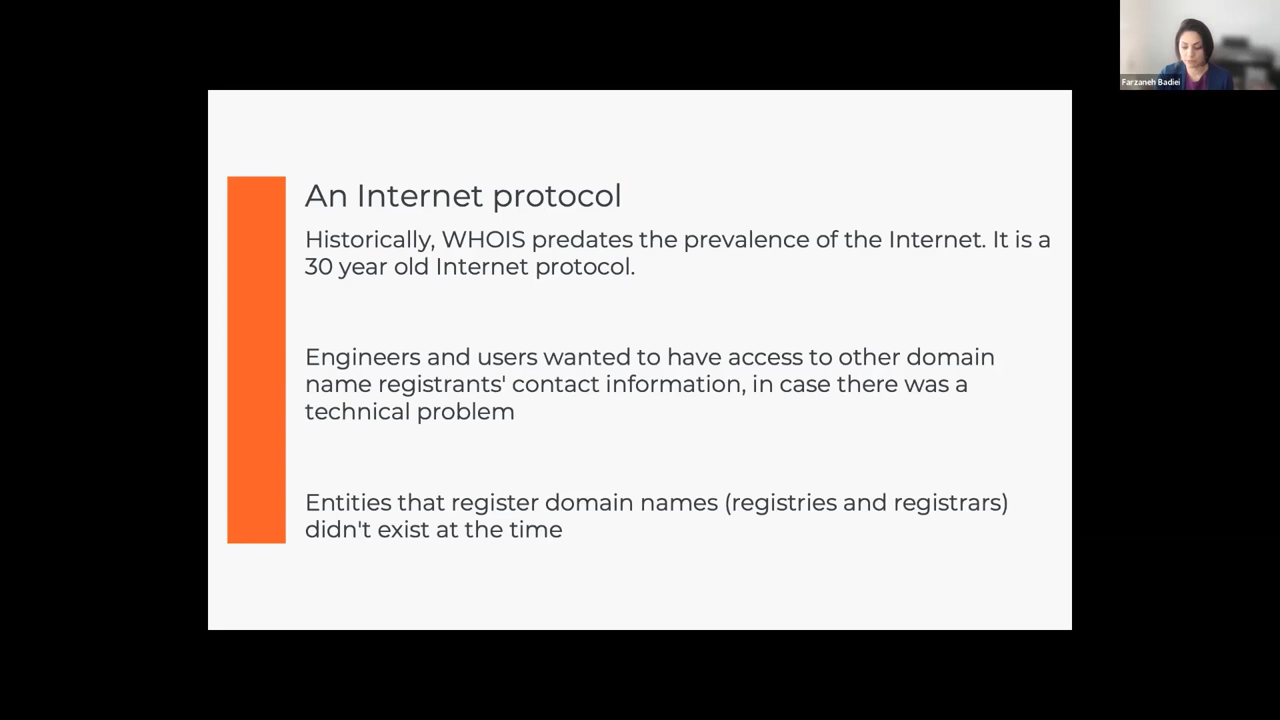 Farzaneh Badiei
An Internet protocol
Historically, WHOIS predates the prevalence of the Internet. It is a
30 year old Internet protocol.
Engineers and users wanted to have access to other domain
name registrants' contact information, in case there was a
technical problem
Entities that register domain names (registries and registrars)
didn't exist at the time